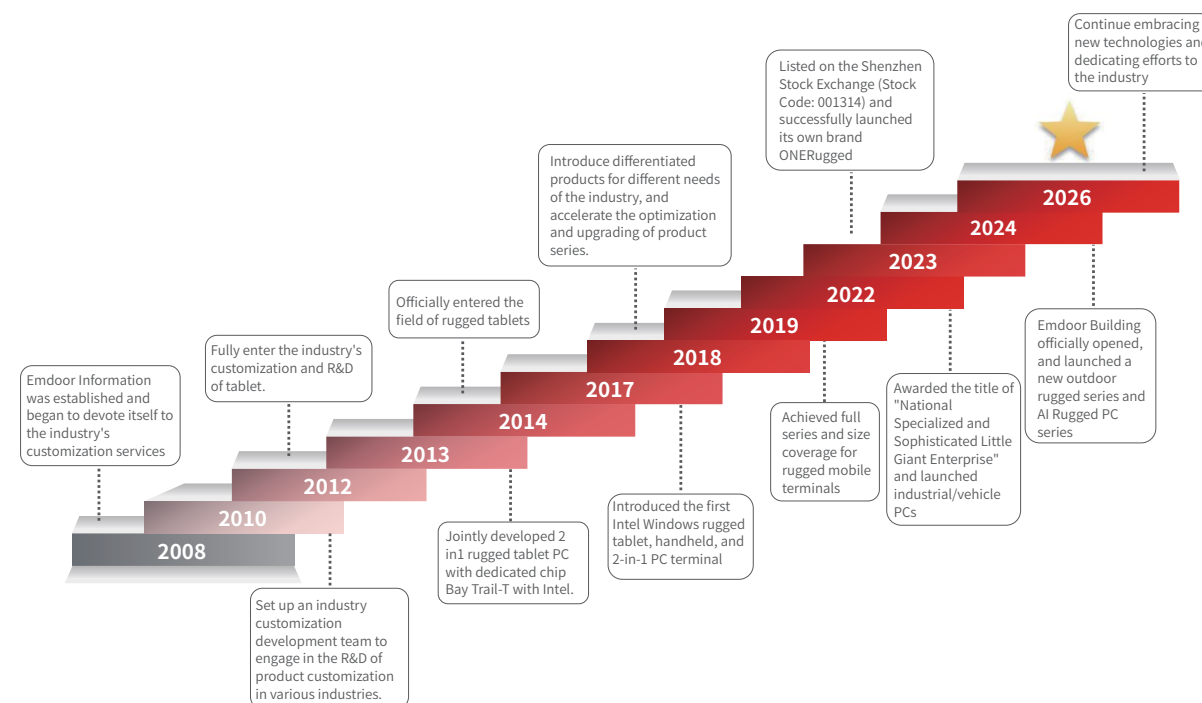 Continue embracing
new technologies and
dedicating efforts to
the industry
Listed on the Shenzhen
Stock Exchange (Stock
Code: 001314) and
successfully launched
its own brand
ONERugged
Introduce differentiated
products for different needs
of the industry, and
accelerate the optimization
and upgrading of product
series.
Officially entered the
field of rugged tablets
Fully enter the industry's
customization and R&D
of tablet.
Emdoor Information
was established and
began to devote itself to
the industry's
customization services
2026
2024
2023
2022
2019
2018
2017
2014
2013
2012
2010
2008
Emdoor Building
officially opened,
and launched a
new outdoor
rugged series and
AI Rugged PC
series
Awarded the title of
"National
Specialized and
Sophisticated Little
Giant Enterprise"
and launched
industrial/vehicle
PCs
Achieved full
series and size
coverage for
rugged mobile
terminals
Introduced the first
Intel Windows rugged
tablet, handheld, and
2-in-1 PC terminal
Jointly developed 2
in1 rugged tablet PC
with dedicated chip
Bay Trail-T with Intel.
Set up an industry
customization
development team to
engage in the R&D of
product customization
in various industries.